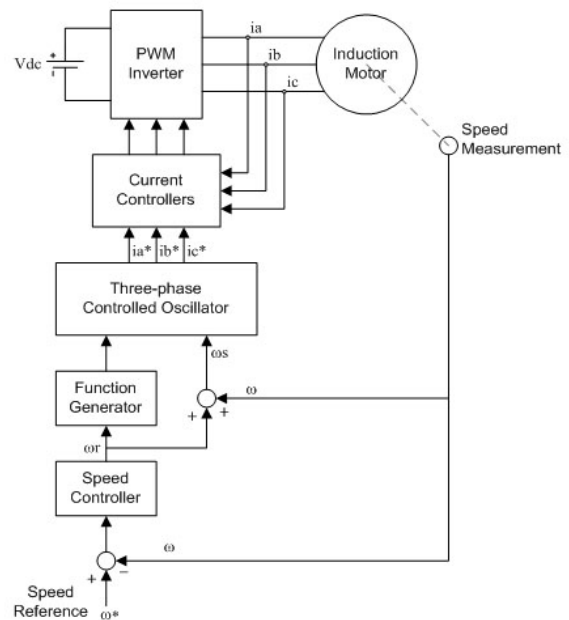 ia
ib
ic
Vdc
+
-
PWM
Inverter
Induction
Motor
Speed
Measurement
Current
Controllers
ia*
ib*
ic*
Three-phase
Controlled Oscillator
ωs
Function
Generator
ω
+
+
ωr
Speed
Controller
ω
+
−
Speed
Reference
ω*